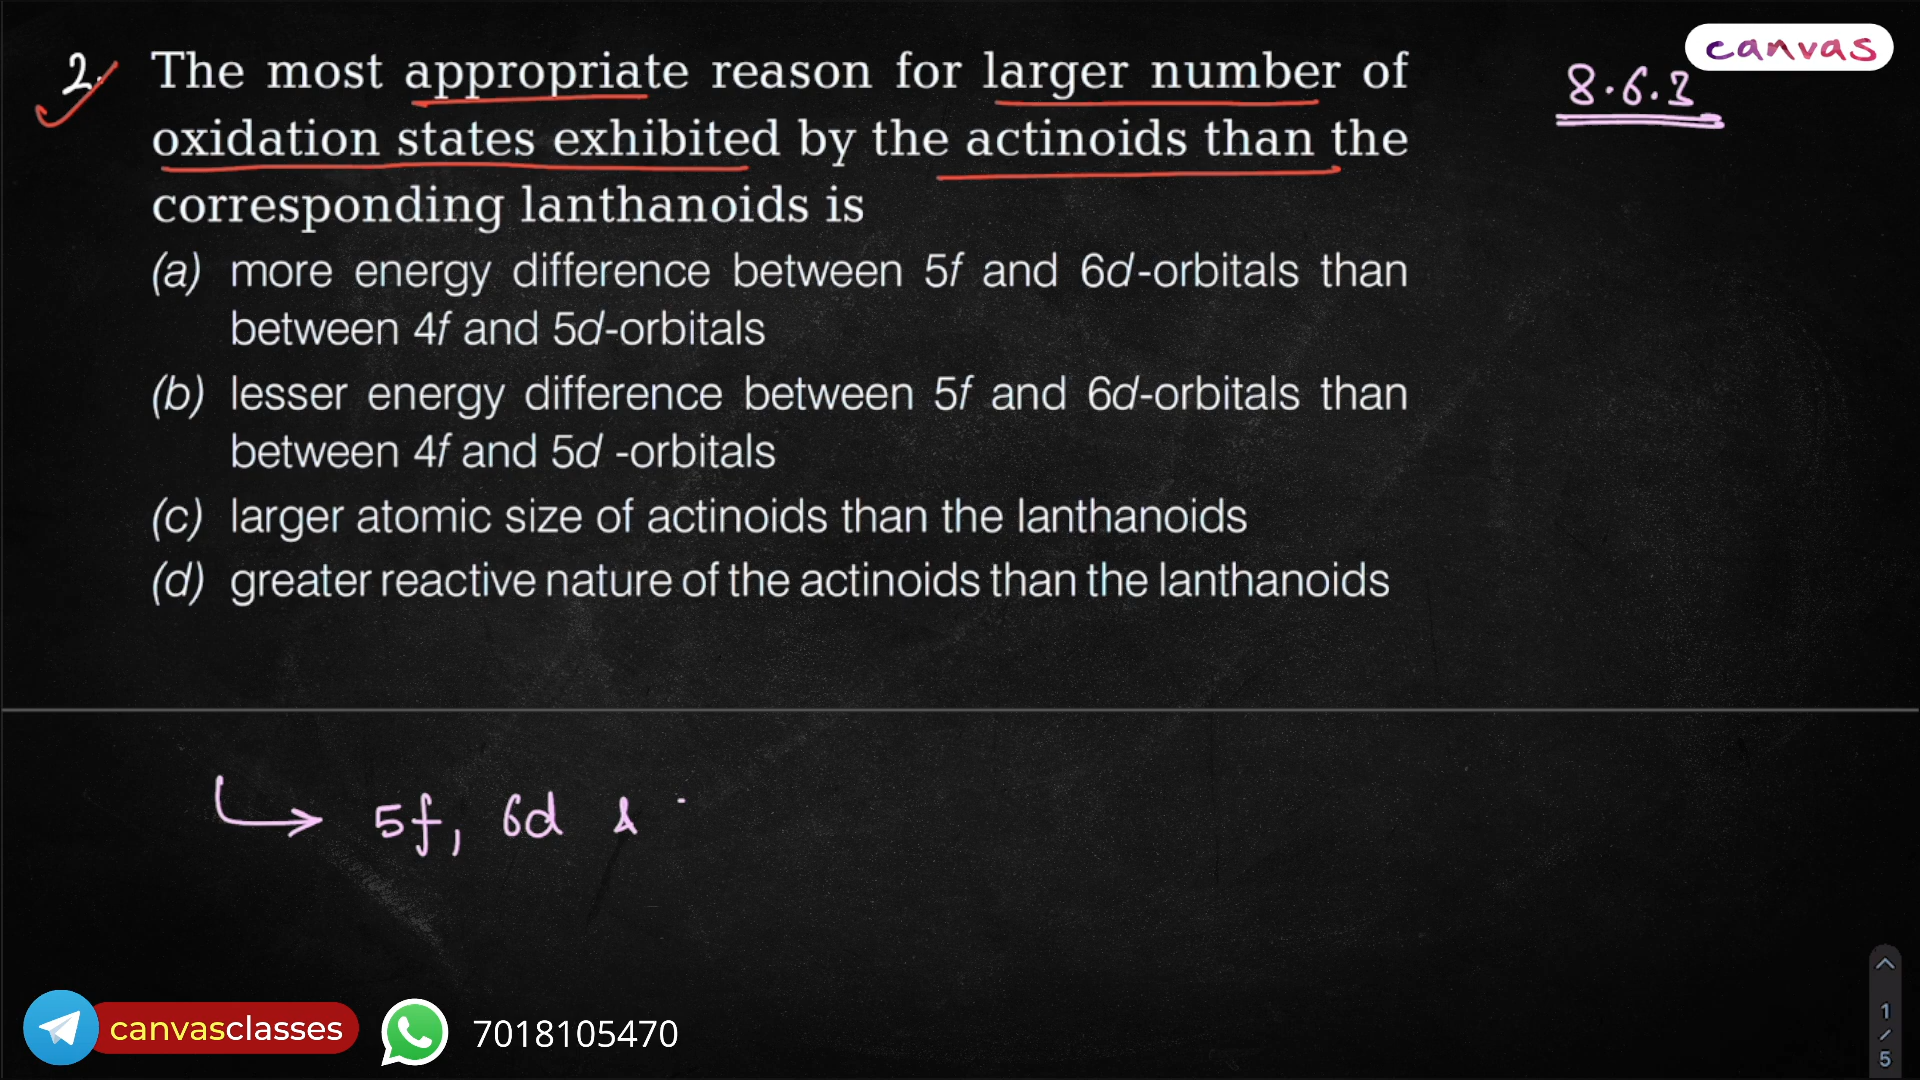 canvas
8.6.3
2. The most appropriate reason for larger number of
oxidation states exhibited by the actinoids than the
corresponding lanthanoids is
(a) more energy difference between 5f and 6d-orbitals than
between 4f and 5d-orbitals
(b) lesser energy difference between 5f and 6d-orbitals than
between 4f and 5d -orbitals
(c) larger atomic size of actinoids than the lanthanoids
(d) greater reactive nature of the actinoids than the lanthanoids
5f, 6d &
canvasclasses 7018105470
1
/
5